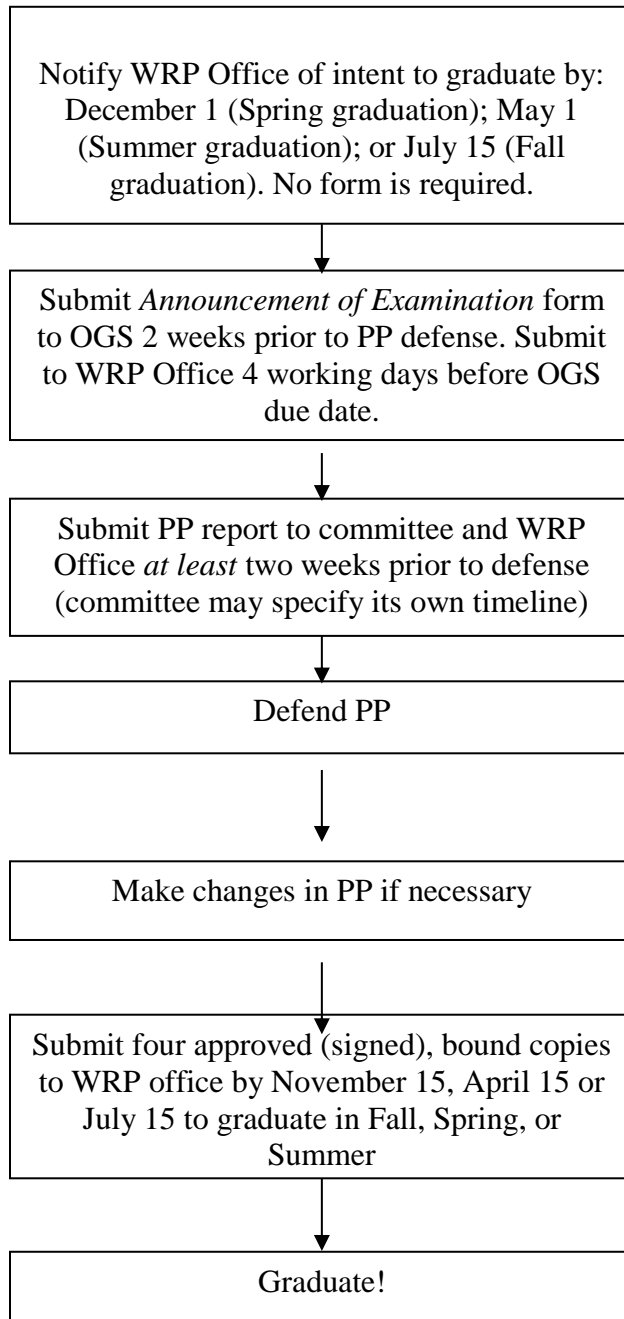 Notify WRP Office of intent to graduate by:
December 1 (Spring graduation); May 1
(Summer graduation); or July 15 (Fall
graduation). No form is required.
Submit Announcement of Examination form
to OGS 2 weeks prior to PP defense. Submit
to WRP Office 4 working days before OGS
due date.
Submit PP report to committee and WRP
Office at least two weeks prior to defense
(committee may specify its own timeline)
Defend PP
Make changes in PP if necessary
Submit four approved (signed), bound copies
to WRP office by November 15, April 15 or
July 15 to graduate in Fall, Spring, or
Summer
Graduate!